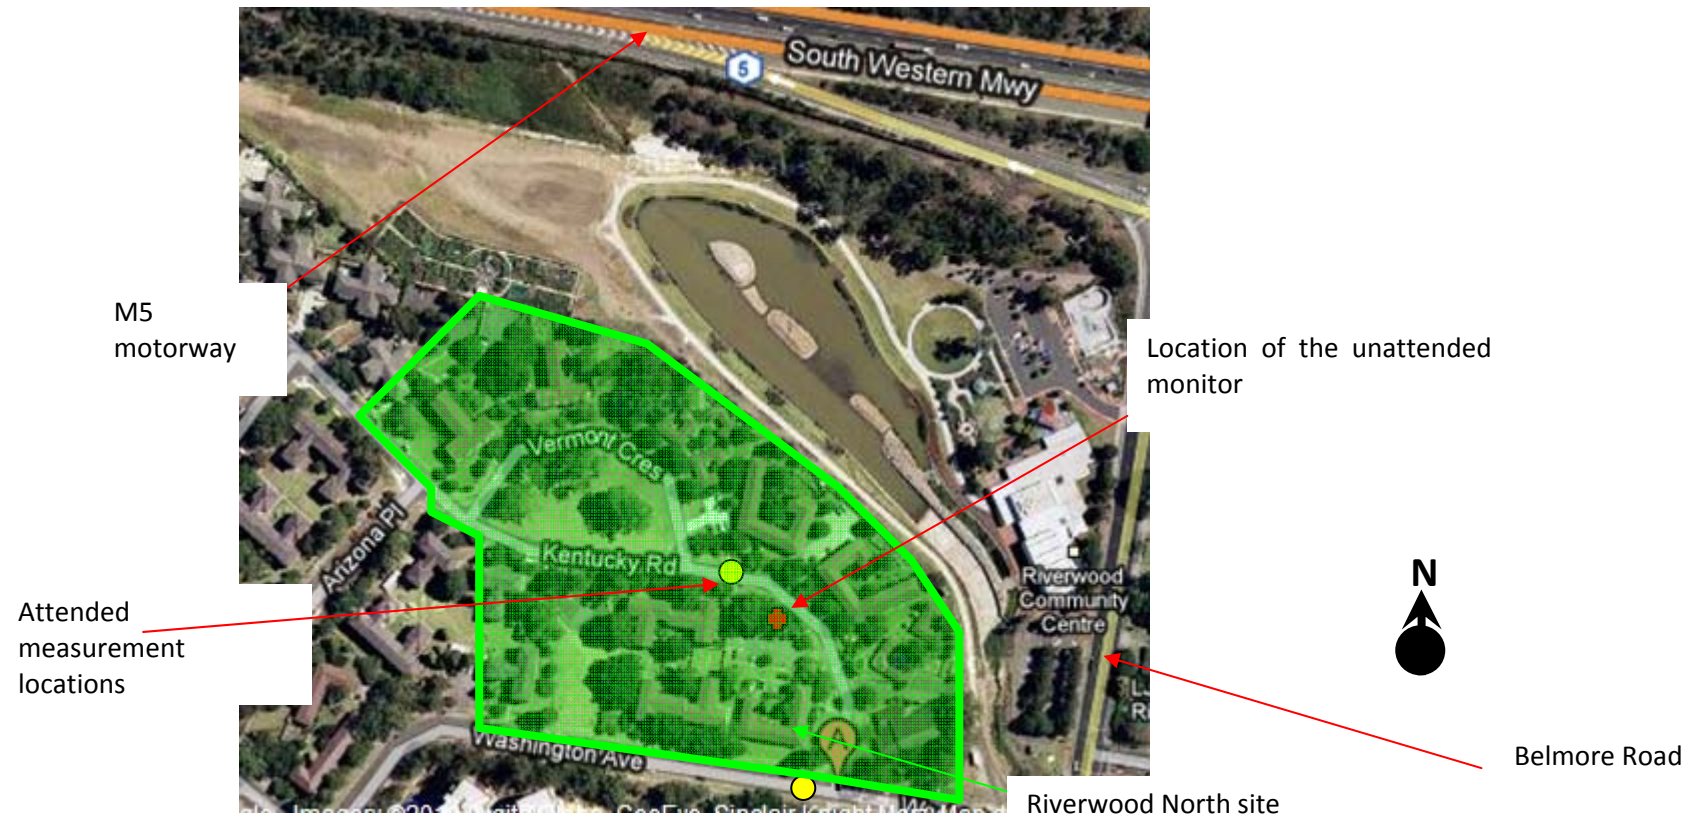 South Western Mwy
5
M5
motorway
Location of the unattended
monitor
Vermont Cres
Arizona Pl
Kentucky Rd
N
Riverwood
Community
Centre
Attended
measurement
locations
Washington Ave
Belmore Road
Riverwood North site